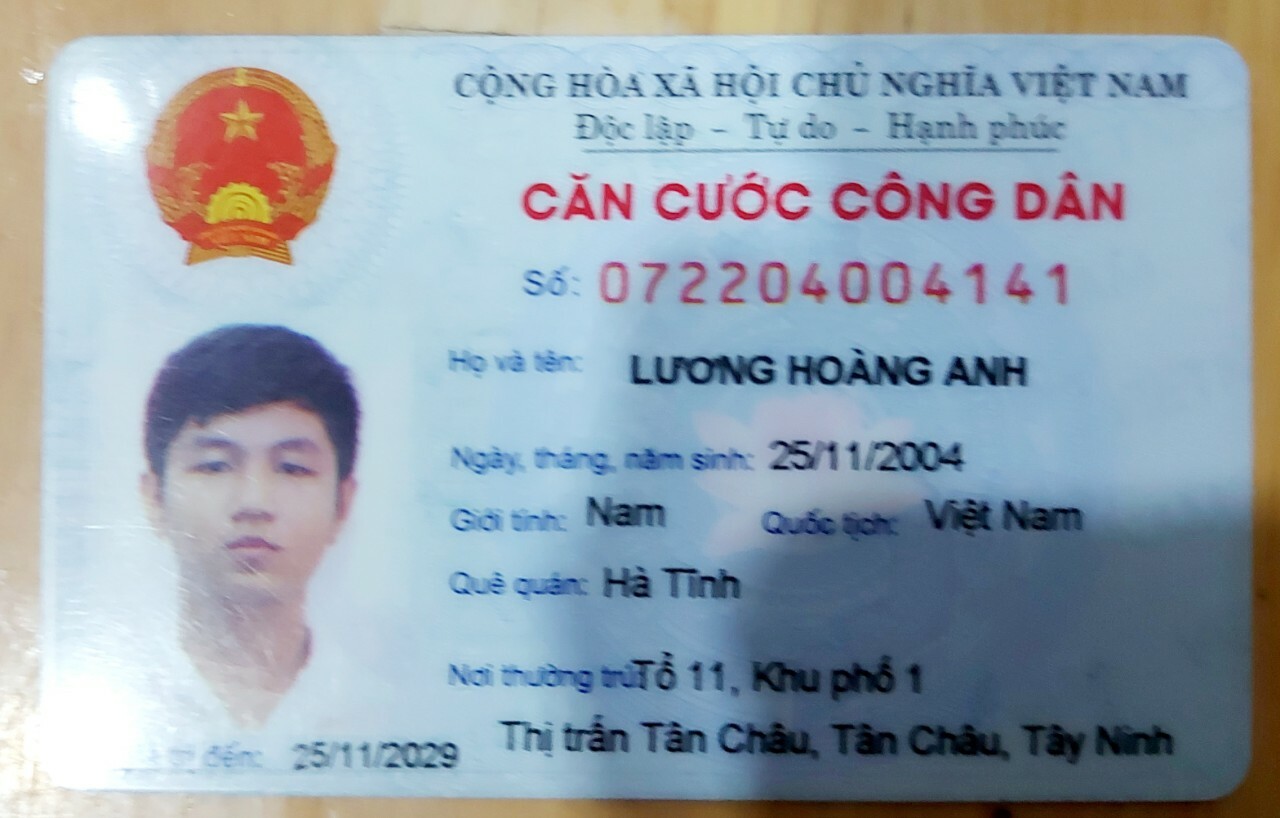 CỘNG HÒA XÃ HỘI CHỦ NGHĨA VIỆT NAM
Độc lập - Tự do - Hạnh phúc
CĂN CƯỚC CÔNG DÂN
Số: 072204004141
Họ và tên: LƯƠNG HOÀNG ANH
Ngày, tháng, năm sinh: 25/11/2004
Giới tính: Nam Quốc tịch: Việt Nam
Quê quán: Hà Tĩnh
Nơi thường trú: Tổ 11, Khu phố 1
Thị trấn Tân Châu, Tân Châu, Tây Ninh
trị đến: 25/11/2029